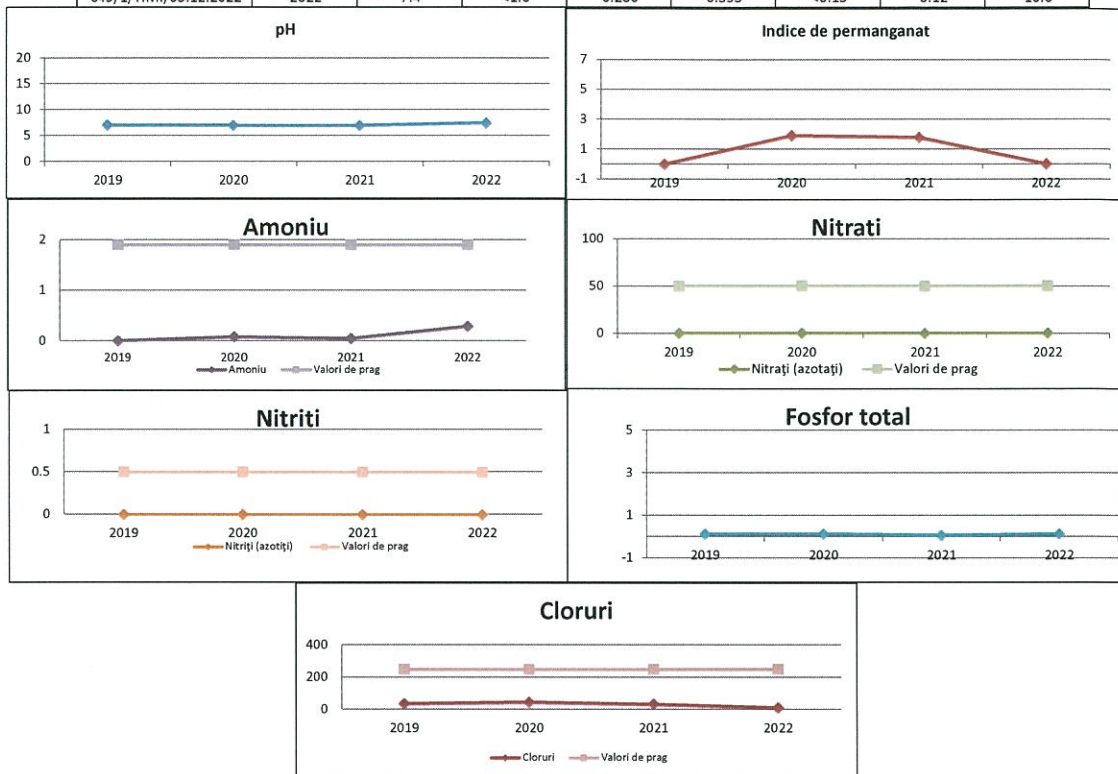 2022
pH
20
15
10
5
0
2019 2020 2021 2022
Indice de permanganat
7
5
3
1
-1
2019 2020 2021 2022
Amoniu
2
1
0
2019 2020 2021 2022
Amoniu Valori de prag
Nitrati
100
50
0
2019 2020 2021 2022
Nitrați (azotați) Valori de prag
Nitriti
1
0.5
0
2019 2020 2021 2022
Nitriți (azotiți) Valori de prag
Fosfor total
5
3
1
-1
2019 2020 2021 2022
Cloruri
400
200
0
2019 2020 2021 2022
Cloruri Valori de prag